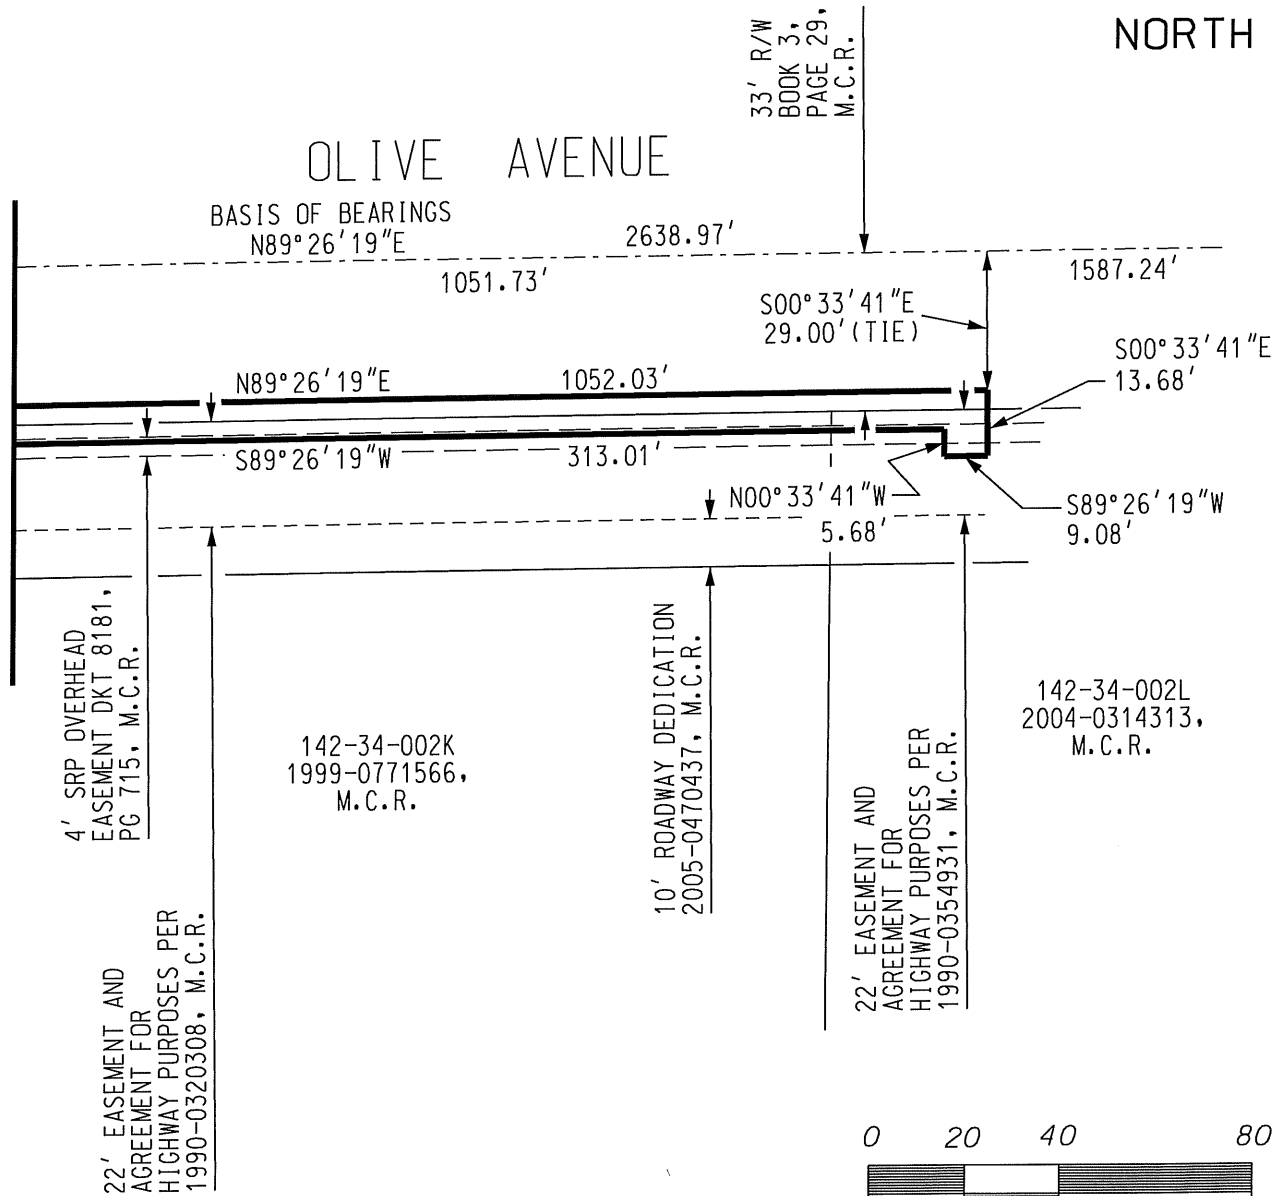 NORTH
33' R/W
BOOK 3,
PAGE 29,
M.C.R.
OLIVE AVENUE
BASIS OF BEARINGS
N89°26'19"E 2638.97'
1051.73'
1587.24'
S00°33'41"E
29.00'(TIE)
S00°33'41"E
13.68'
N89°26'19"E 1052.03'
S89°26'19"W 313.01'
N00°33'41"W
5.68'
S89°26'19"W
9.08'
4' SRP OVERHEAD
EASEMENT DKT 8181,
PG 715, M.C.R.
22' EASEMENT AND
AGREEMENT FOR
HIGHWAY PURPOSES PER
1990-0320308, M.C.R.
142-34-002K
1999-0771566,
M.C.R.
10' ROADWAY DEDICATION
2005-0470437, M.C.R.
22' EASEMENT AND
AGREEMENT FOR
HIGHWAY PURPOSES PER
1990-0354931, M.C.R.
142-34-002L
2004-0314313,
M.C.R.
0 20 40 80